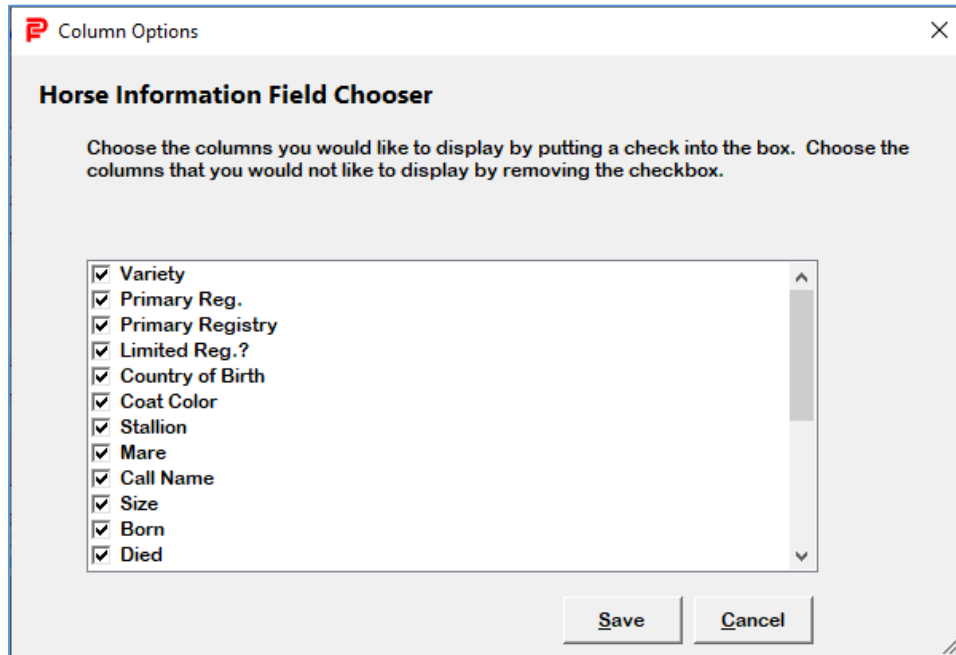 Column Options
Horse Information Field Chooser
Choose the columns you would like to display by putting a check into the box.  Choose the
columns that you would not like to display by removing the checkbox.
Variety
Primary Reg.
Primary Registry
Limited Reg.?
Country of Birth
Coat Color
Stallion
Mare
Call Name
Size
Born
Died
Save
Cancel